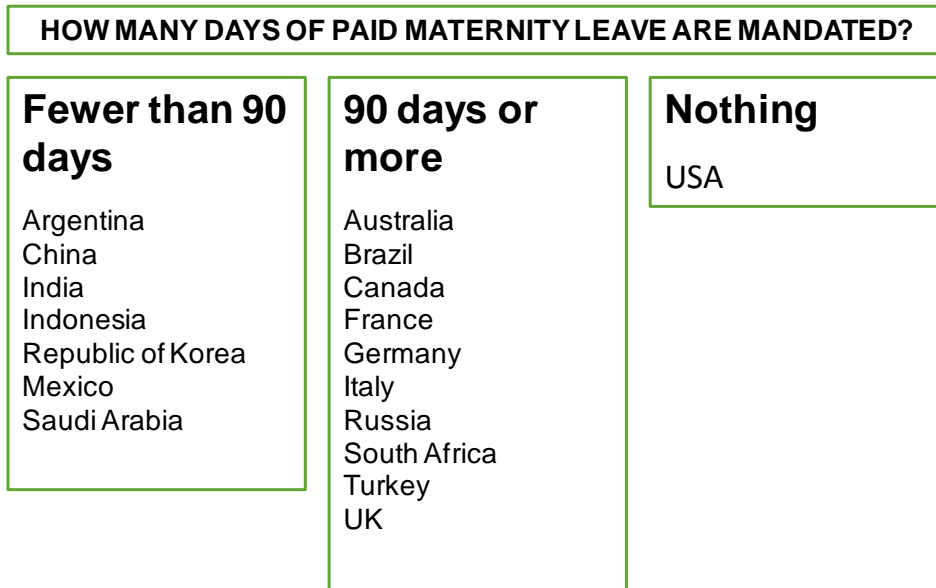 HOW MANY DAYS OF PAID MATERNITY LEAVE ARE MANDATED?
Fewer than 90
days
Argentina
China
India
Indonesia
Republic of Korea
Mexico
Saudi Arabia
90 days or
more
Australia
Brazil
Canada
France
Germany
Italy
Russia
South Africa
Turkey
UK
Nothing
USA